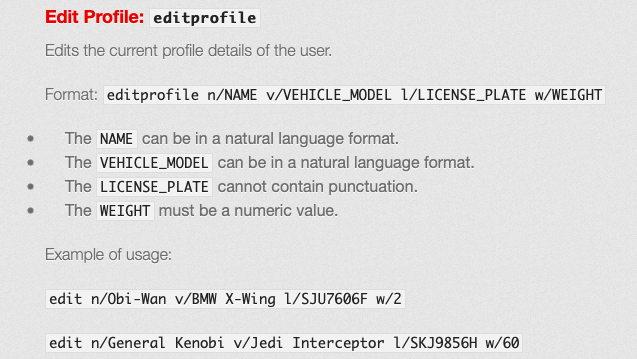 Edit Profile: editprofile
Edits the current profile details of the user.
Format: editprofile n/NAME v/VEHICLE_MODEL l/LICENSE_PLATE w/WEIGHT
• The NAME can be in a natural language format.
• The VEHICLE_MODEL can be in a natural language format.
• The LICENSE_PLATE cannot contain punctuation.
• The WEIGHT must be a numeric value.
Example of usage:
edit n/Obi-Wan v/BMW X-Wing l/SJU7606F w/2
edit n/General Kenobi v/Jedi Interceptor l/SKJ9856H w/60